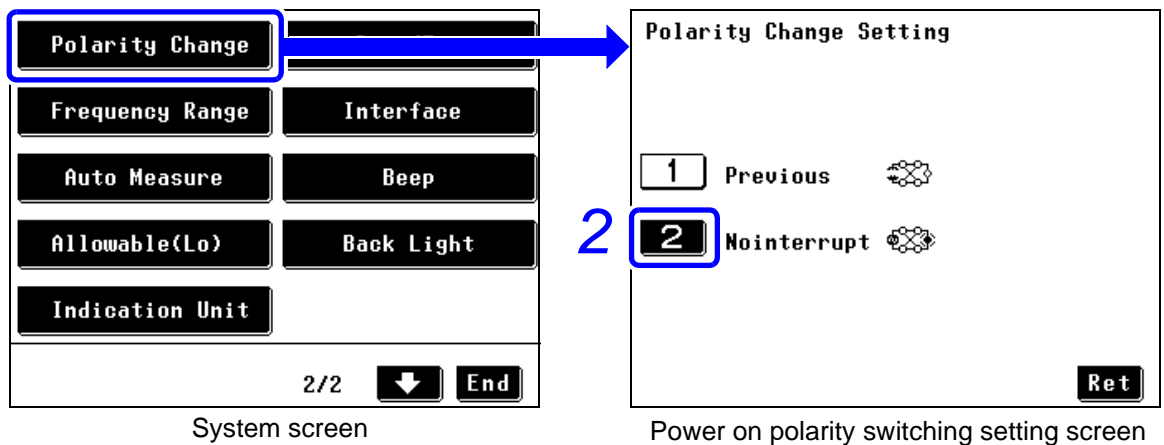 Polarity Change
Frequency Range
Interface
Auto Measure
Beep
Allowable(Lo)
Back Light
Indication Unit
2/2
End
System screen
Polarity Change Setting
1 Previous
2
2 Nointerrupt
Ret
Power on polarity switching setting screen